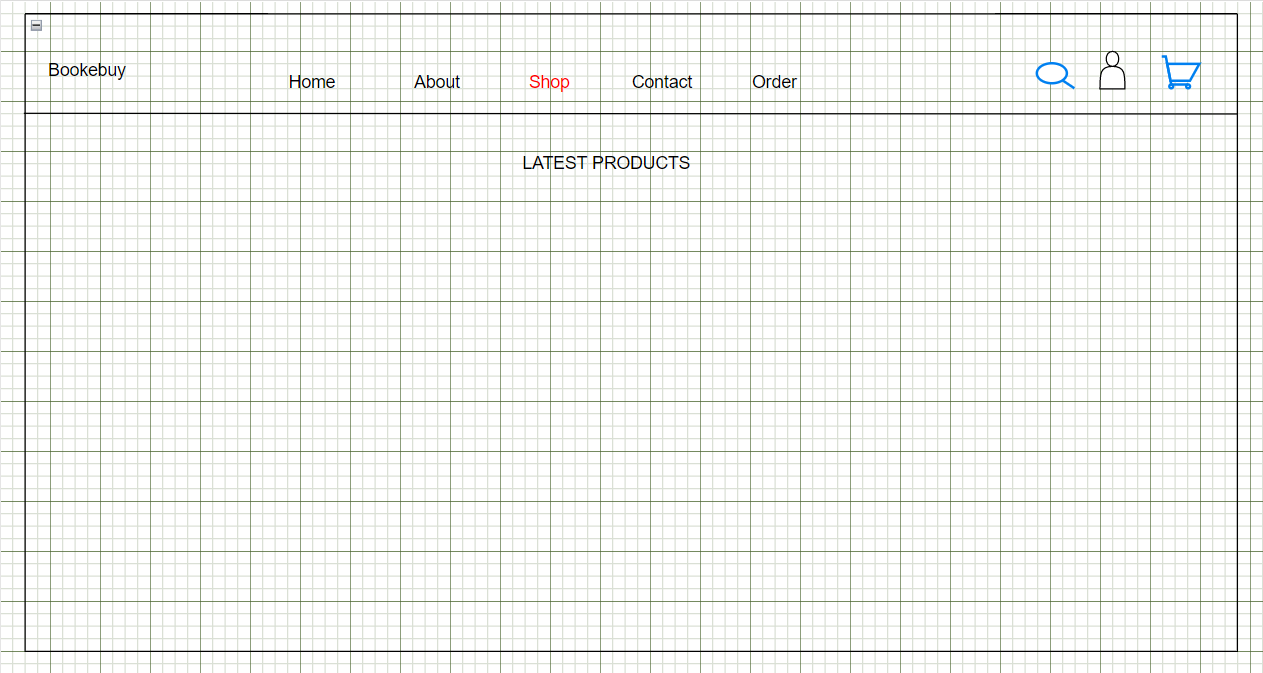 Bookebuy
Home About Shop Contact Order
LATEST PRODUCTS